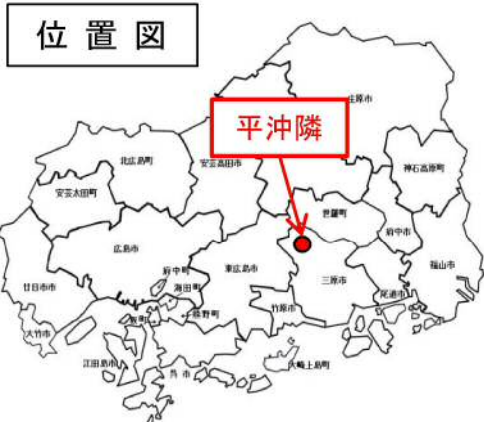 位置図
庄原市
平沖隣
北広島町
安芸高田市
神石高原町
安芸太田町
世羅町
府中市
広島市
府中町
東広島市
福山市
廿日市市
海田町
三原市
尾道市
坂町
熊野町
竹原市
大竹市
江田島市
呉市
大崎上島町